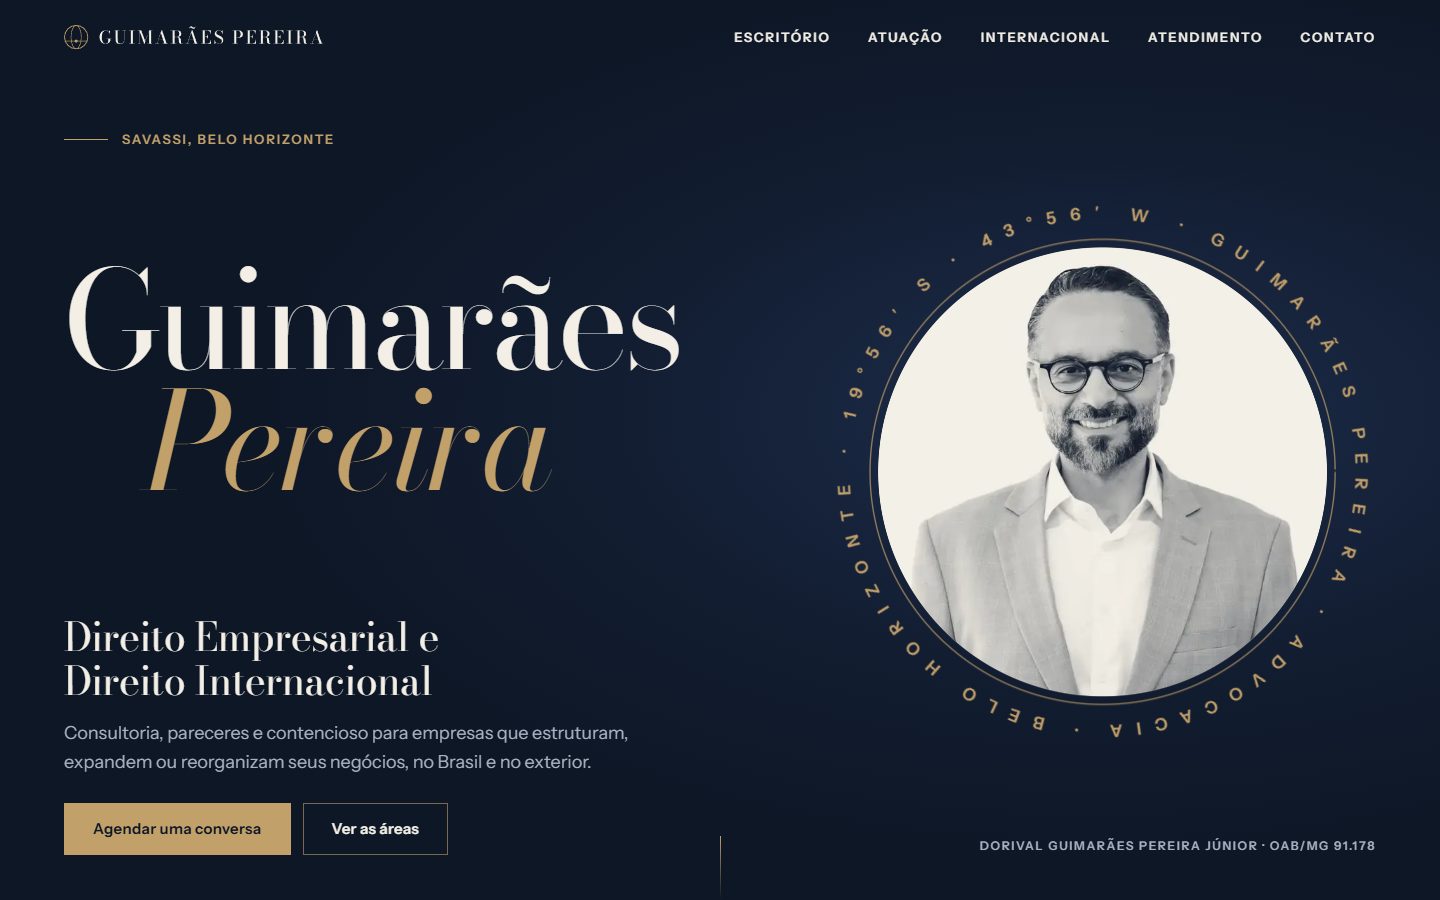 GUIMARÃES PEREIRA
ESCRITÓRIO ATUAÇÃO INTERNACIONAL ATENDIMENTO CONTATO
SAVASSI, BELO HORIZONTE
Guimarães
Pereira
GUIMARÃES PEREIRA · ADVOCACIA · BELO HORIZONTE · 19°56′ S · 43°56′ W ·
Direito Empresarial e
Direito Internacional
Consultoria, pareceres e contencioso para empresas que estruturam,
expandem ou reorganizam seus negócios, no Brasil e no exterior.
Agendar uma conversa
Ver as áreas
DORIVAL GUIMARÃES PEREIRA JÚNIOR · OAB/MG 91.178